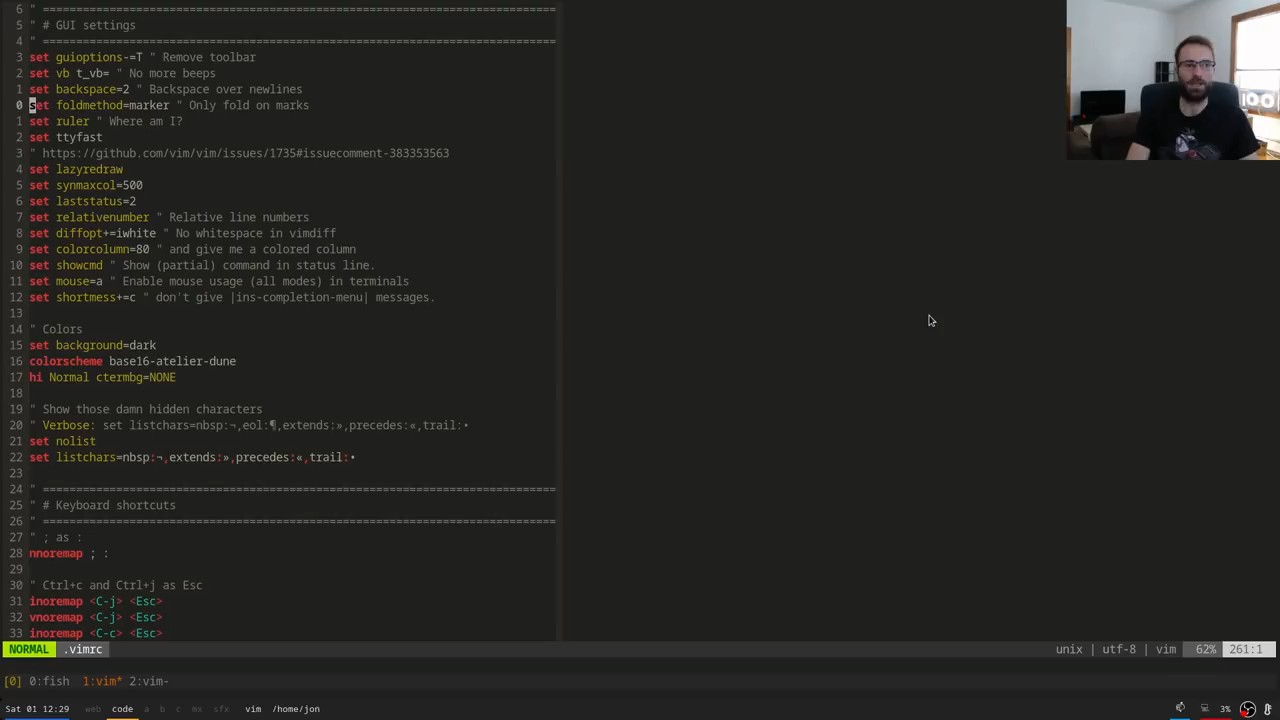 6 " =============================================================================
5 " # GUI settings
4 " =============================================================================
3 set guioptions-=T " Remove toolbar
2 set vb t_vb= " No more beeps
1 set backspace=2 " Backspace over newlines
0 set foldmethod=marker " Only fold on marks
1 set ruler " Where am I?
2 set ttyfast
3 " https://github.com/vim/vim/issues/1735#issuecomment-383353563
4 set lazyredraw
5 set synmaxcol=500
6 set laststatus=2
7 set relativenumber " Relative line numbers
8 set diffopt+=iwhite " No whitespace in vimdiff
9 set colorcolumn=80 " and give me a colored column
10 set showcmd " Show (partial) command in status line.
11 set mouse=a " Enable mouse usage (all modes) in terminals
12 set shortmess+=c " don't give |ins-completion-menu| messages.
13
14 " Colors
15 set background=dark
16 colorscheme base16-atelier-dune
17 hi Normal ctermbg=NONE
18
19 " Show those damn hidden characters
20 " Verbose: set listchars=nbsp:¬,eol:¶,extends:»,precedes:«,trail:•
21 set nolist
22 set listchars=nbsp:¬,extends:»,precedes:«,trail:•
23
24 " =============================================================================
25 " # Keyboard shortcuts
26 " =============================================================================
27 " ; as :
28 nnoremap ; :
29
30 " Ctrl+c and Ctrl+j as Esc
31 inoremap <C-j> <Esc>
32 vnoremap <C-j> <Esc>
33 inoremap <C-c> <Esc>
NORMAL .vimrc unix | utf-8 | vim 62% 261:1
[0] 0:fish 1:vim* 2:vim-
Sat 01 12:29 web code a b c mx sfx vim /home/jon 3%